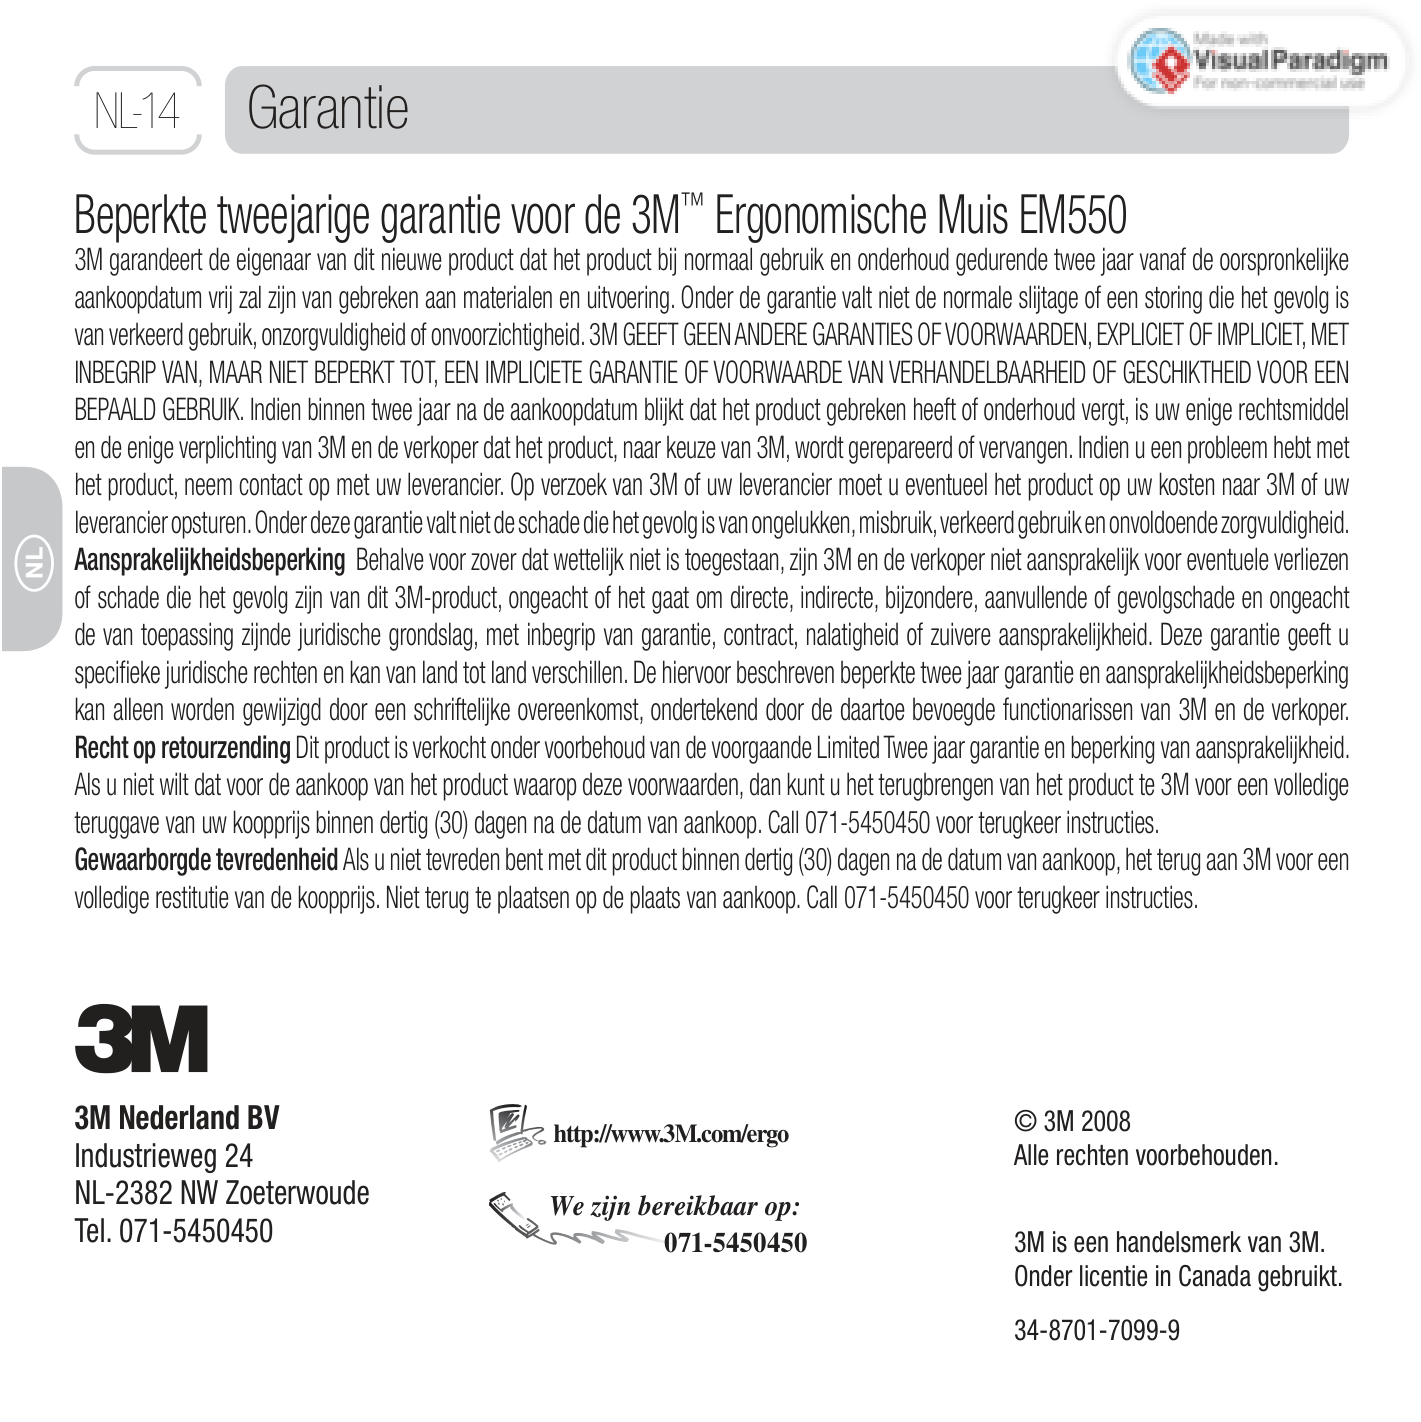 Made with
Visual Paradigm
For non-commercial use
NL-14
Garantie
Beperkte tweejarige garantie voor de 3M™ Ergonomische Muis EM550
3M garandeert de eigenaar van dit nieuwe product dat het product bij normaal gebruik en onderhoud gedurende twee jaar vanaf de oorspronkelijke
aankoopdatum vrij zal zijn van gebreken aan materialen en uitvoering. Onder de garantie valt niet de normale slijtage of een storing die het gevolg is
van verkeerd gebruik, onzorgvuldigheid of onvoorzichtigheid. 3M GEEFT GEEN ANDERE GARANTIES OF VOORWAARDEN, EXPLICIET OF IMPLICIET, MET
INBEGRIP VAN, MAAR NIET BEPERKT TOT, EEN IMPLICIETE GARANTIE OF VOORWAARDE VAN VERHANDELBAARHEID OF GESCHIKTHEID VOOR EEN
BEPAALD GEBRUIK. Indien binnen twee jaar na de aankoopdatum blijkt dat het product gebreken heeft of onderhoud vergt, is uw enige rechtsmiddel
en de enige verplichting van 3M en de verkoper dat het product, naar keuze van 3M, wordt gerepareerd of vervangen. Indien u een probleem hebt met
het product, neem contact op met uw leverancier. Op verzoek van 3M of uw leverancier moet u eventueel het product op uw kosten naar 3M of uw
leverancier opsturen. Onder deze garantie valt niet de schade die het gevolg is van ongelukken, misbruik, verkeerd gebruik en onvoldoende zorgvuldigheid.
Aansprakelijkheidsbeperking Behalve voor zover dat wettelijk niet is toegestaan, zijn 3M en de verkoper niet aansprakelijk voor eventuele verliezen
of schade die het gevolg zijn van dit 3M-product, ongeacht of het gaat om directe, indirecte, bijzondere, aanvullende of gevolgschade en ongeacht
de van toepassing zijnde juridische grondslag, met inbegrip van garantie, contract, nalatigheid of zuivere aansprakelijkheid. Deze garantie geeft u
specifieke juridische rechten en kan van land tot land verschillen. De hiervoor beschreven beperkte twee jaar garantie en aansprakelijkheidsbeperking
kan alleen worden gewijzigd door een schriftelijke overeenkomst, ondertekend door de daartoe bevoegde functionarissen van 3M en de verkoper.
Recht op retourzending Dit product is verkocht onder voorbehoud van de voorgaande Limited Twee jaar garantie en beperking van aansprakelijkheid.
Als u niet wilt dat voor de aankoop van het product waarop deze voorwaarden, dan kunt u het terugbrengen van het product te 3M voor een volledige
teruggave van uw koopprijs binnen dertig (30) dagen na de datum van aankoop. Call 071-5450450 voor terugkeer instructies.
Gewaarborgde tevredenheid Als u niet tevreden bent met dit product binnen dertig (30) dagen na de datum van aankoop, het terug aan 3M voor een
volledige restitutie van de koopprijs. Niet terug te plaatsen op de plaats van aankoop. Call 071-5450450 voor terugkeer instructies.
NL
3M
3M Nederland BV
Industrieweg 24
NL-2382 NW Zoeterwoude
Tel. 071-5450450
http://www.3M.com/ergo
We zijn bereikbaar op:
071-5450450
© 3M 2008
Alle rechten voorbehouden.
3M is een handelsmerk van 3M.
Onder licentie in Canada gebruikt.
34-8701-7099-9